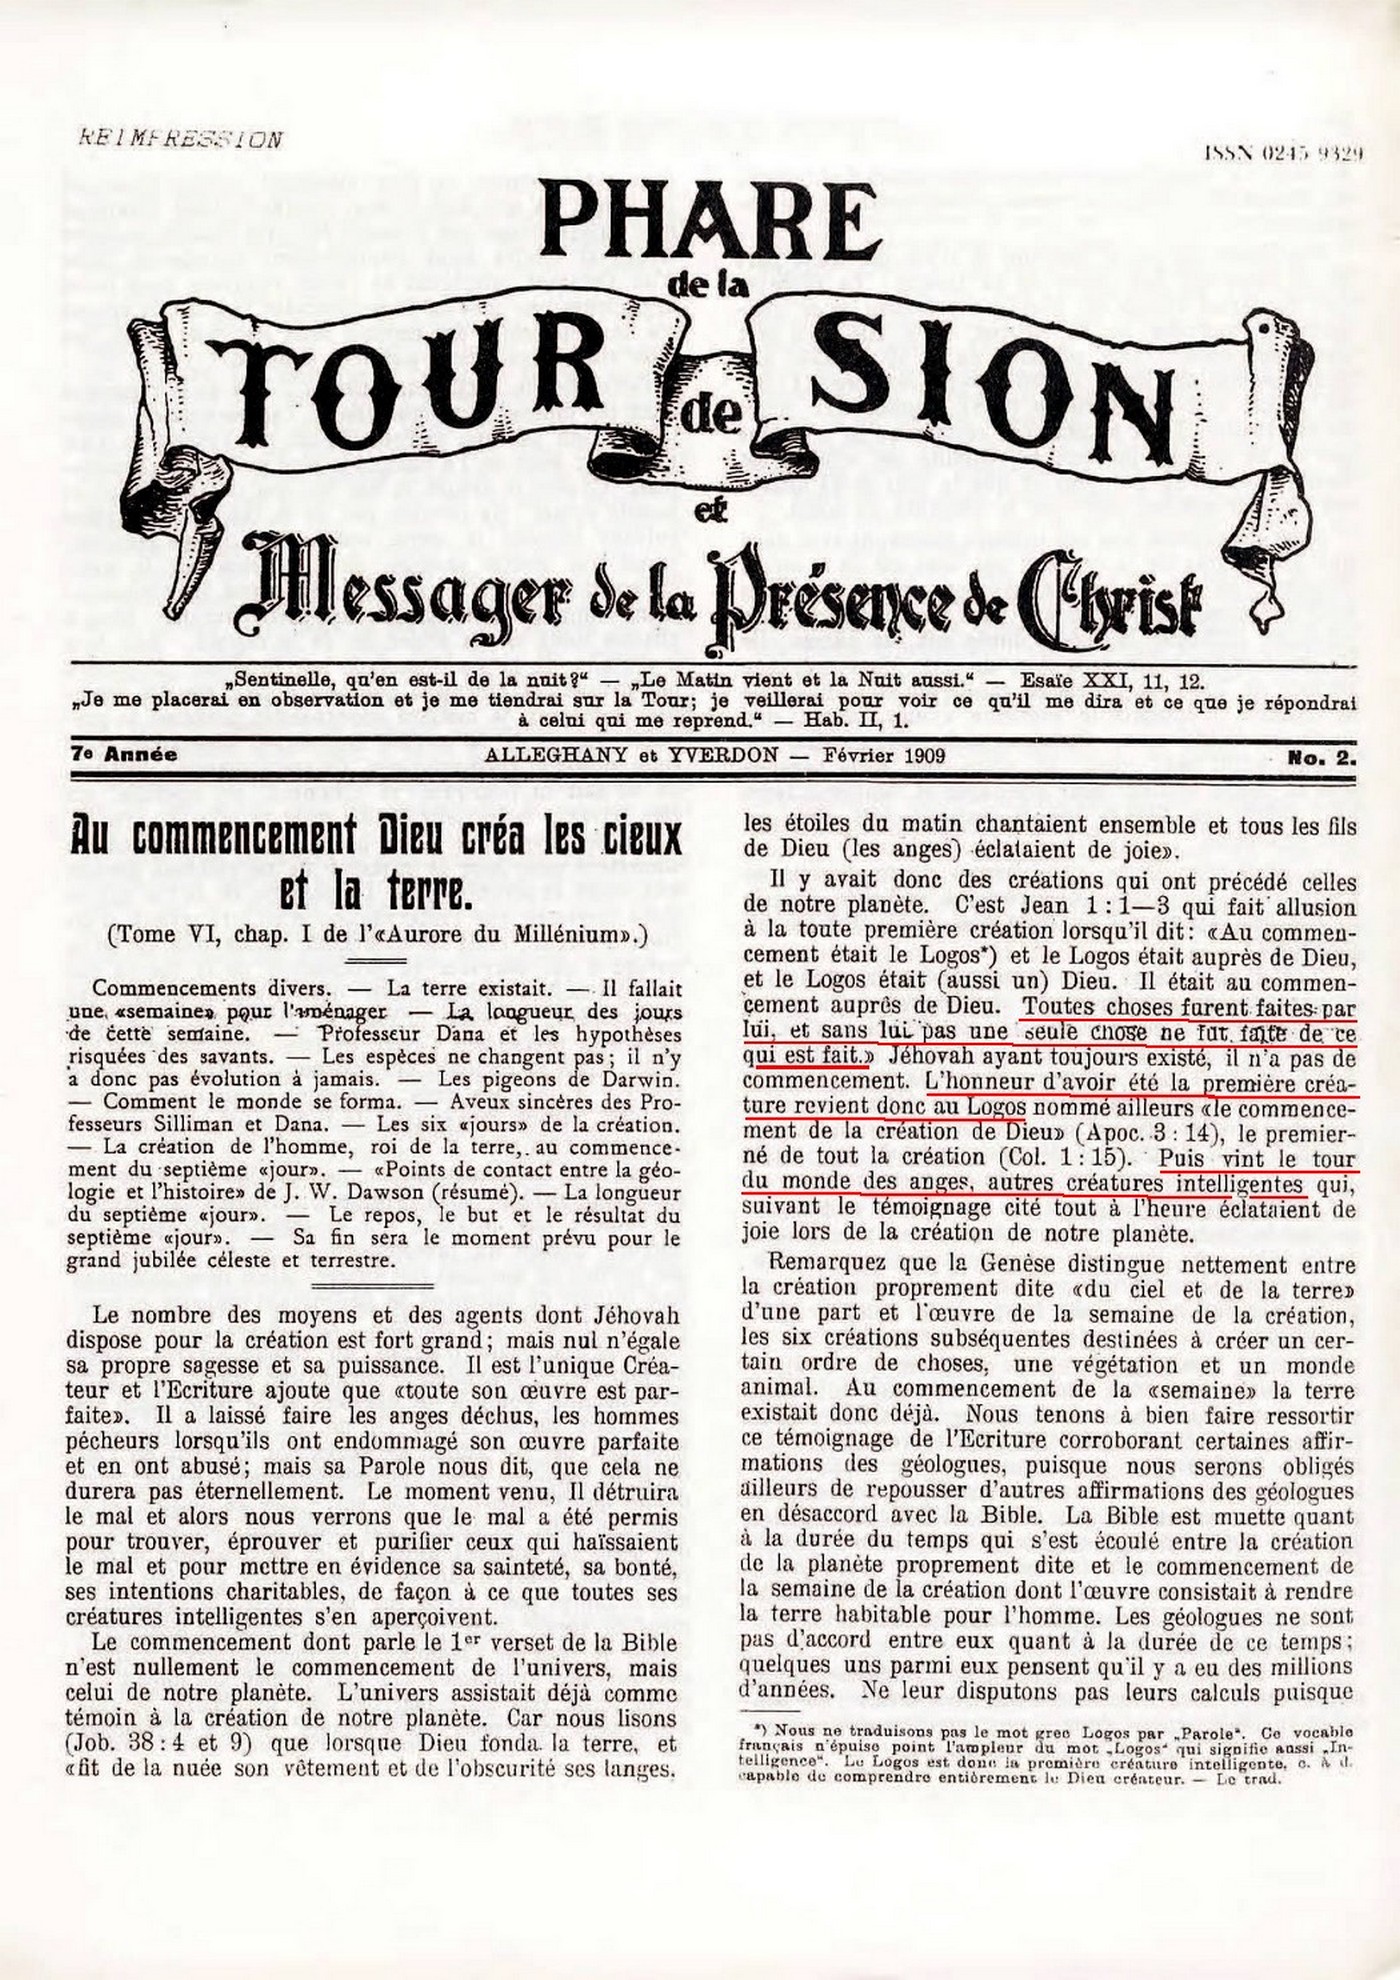 REIMPRESSION
ISSN 0245 9329
PHARE
de la
TOUR de SION
et
Messager de la Présence de Christ
„Sentinelle, qu'en est-il de la nuit?“ — „Le Matin vient et la Nuit aussi.“ — Esaïe XXI, 11, 12.
„Je me placerai en observation et je me tiendrai sur la Tour; je veillerai pour voir ce qu'il me dira et ce que je répondrai
à celui qui me reprend.“ — Hab. II, 1.
7e Année ALLEGHANY et YVERDON — Février 1909 No. 2.
Au commencement Dieu créa les cieux
et la terre.
(Tome VI, chap. I de l'«Aurore du Millénium».)
Commencements divers. — La terre existait. — Il fallait
une «semaine» pour l'aménager — La longueur des jours
de cette semaine. — Professeur Dana et les hypothèses
risquées des savants. — Les espèces ne changent pas; il n'y
a donc pas évolution à jamais. — Les pigeons de Darwin.
— Comment le monde se forma. — Aveux sincères des Pro-
fesseurs Silliman et Dana. — Les six «jours» de la création.
— La création de l'homme, roi de la terre, au commence-
ment du septième «jour». — «Points de contact entre la géo-
logie et l'histoire» de J. W. Dawson (résumé). — La longueur
du septième «jour». — Le repos, le but et le résultat du
septième «jour». — Sa fin sera le moment prévu pour le
grand jubilée céleste et terrestre.
Le nombre des moyens et des agents dont Jéhovah
dispose pour la création est fort grand; mais nul n'égale
sa propre sagesse et sa puissance. Il est l'unique Créa-
teur et l'Ecriture ajoute que «toute son œuvre est par-
faite». Il a laissé faire les anges déchus, les hommes
pécheurs lorsqu'ils ont endommagé son œuvre parfaite
et en ont abusé; mais sa Parole nous dit, que cela ne
durera pas éternellement. Le moment venu, Il détruira
le mal et alors nous verrons que le mal a été permis
pour trouver, éprouver et purifier ceux qui haïssaient
le mal et pour mettre en évidence sa sainteté, sa bonté,
ses intentions charitables, de façon à ce que toutes ses
créatures intelligentes s'en aperçoivent.
Le commencement dont parle le 1er verset de la Bible
n'est nullement le commencement de l'univers, mais
celui de notre planète. L'univers assistait déjà comme
témoin à la création de notre planète. Car nous lisons
(Job. 38 : 4 et 9) que lorsque Dieu fonda la terre, et
«fit de la nuée son vêtement et de l'obscurité ses langes,
les étoiles du matin chantaient ensemble et tous les fils
de Dieu (les anges) éclataient de joie».
Il y avait donc des créations qui ont précédé celles
de notre planète. C'est Jean 1 : 1—3 qui fait allusion
à la toute première création lorsqu'il dit: «Au commen-
cement était le Logos*) et le Logos était auprès de Dieu,
et le Logos était (aussi un) Dieu. Il était au commen-
cement auprès de Dieu. Toutes choses furent faites par
lui, et sans lui pas une seule chose ne fut faite de ce
qui est fait.» Jéhovah ayant toujours existé, il n'a pas de
commencement. L'honneur d'avoir été la première créa-
ture revient donc au Logos nommé ailleurs «le commence-
ment de la création de Dieu» (Apoc. 3 : 14), le premier-
né de tout la création (Col. 1 : 15). Puis vint le tour
du monde des anges, autres créatures intelligentes qui,
suivant le témoignage cité tout à l'heure éclataient de
joie lors de la création de notre planète.
Remarquez que la Genèse distingue nettement entre
la création proprement dite «du ciel et de la terre»
d'une part et l'œuvre de la semaine de la création,
les six créations subséquentes destinées à créer un cer-
tain ordre de choses, une végétation et un monde
animal. Au commencement de la «semaine» la terre
existait donc déjà. Nous tenons à bien faire ressortir
ce témoignage de l'Ecriture corroborant certaines affir-
mations des géologues, puisque nous serons obligés
ailleurs de repousser d'autres affirmations des géologues
en désaccord avec la Bible. La Bible est muette quant
à la durée du temps qui s'est écoulé entre la création
de la planète proprement dite et le commencement de
la semaine de la création dont l'œuvre consistait à rendre
la terre habitable pour l'homme. Les géologues ne sont
pas d'accord entre eux quant à la durée de ce temps;
quelques uns parmi eux pensent qu'il y a eu des millions
d'années. Ne leur disputons pas leurs calculs puisque
*) Nous ne traduisons pas le mot grec Logos par „Parole“. Ce vocable
français n'épuise point l'ampleur du mot „Logos“ qui signifie aussi „In-
telligence“. Le Logos est donc la première créature intelligente, c. à d.
capable de comprendre entièrement le Dieu créateur. — Le trad.